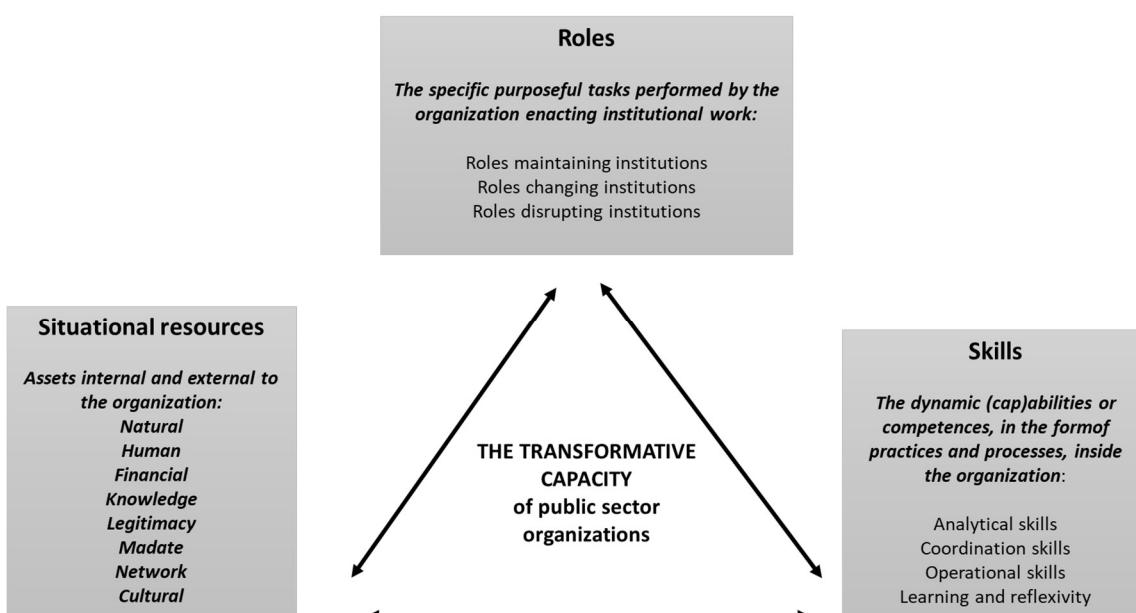 Roles
The specific purposeful tasks performed by the
organization enacting institutional work:
Roles maintaining institutions
Roles changing institutions
Roles disrupting institutions
Situational resources
Assets internal and external to
the organization:
Natural
Human
Financial
Knowledge
Legitimacy
Madate
Network
Cultural
THE TRANSFORMATIVE
CAPACITY
of public sector
organizations
Skills
The dynamic (cap)abilities or
competences, in the formof
practices and processes, inside
the organization:
Analytical skills
Coordination skills
Operational skills
Learning and reflexivity